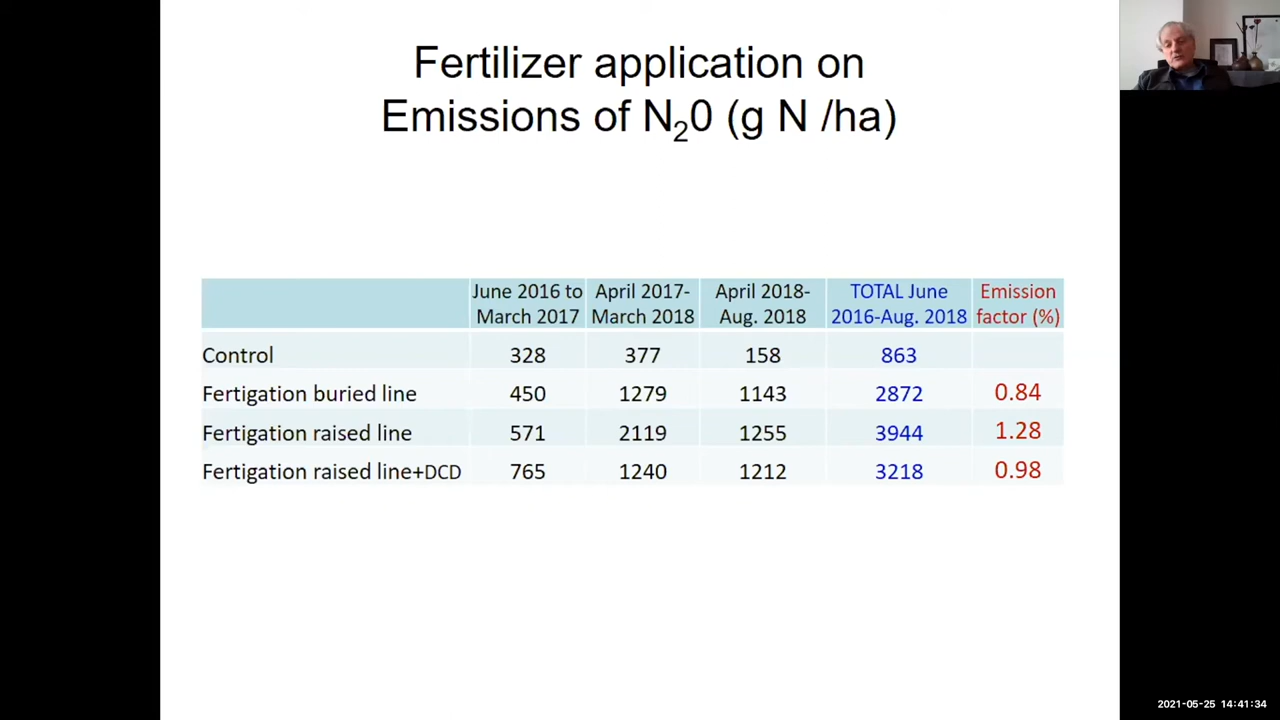 Fertilizer application on
Emissions of N₂0 (g N /ha)
June 2016 to March 2017 April 2017- March 2018 April 2018- Aug. 2018 TOTAL June 2016-Aug. 2018 Emission factor (%)
Control 328 377 158 863
Fertigation buried line 450 1279 1143 2872 0.84
Fertigation raised line 571 2119 1255 3944 1.28
Fertigation raised line+DCD 765 1240 1212 3218 0.98
2021-05-25 14:41:34